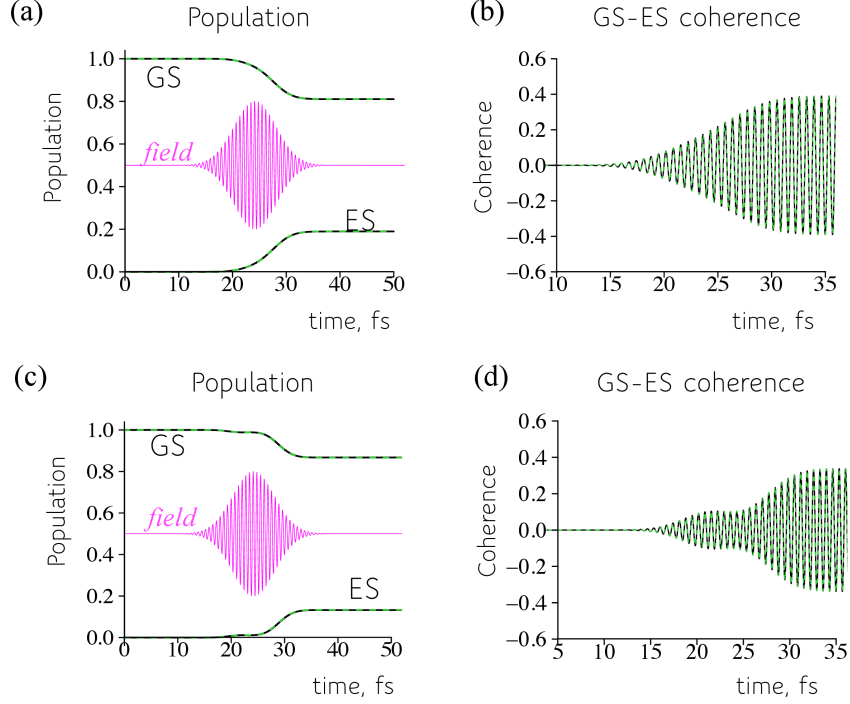 (a)
Population
(b)
GS-ES coherence
1.0
0.8
0.6
0.4
0.2
0.0
Population
GS
field
ES
0 10 20 30 40 50
time, fs
0.6
0.4
0.2
0.0
−0.2
−0.4
−0.6
Coherence
10 15 20 25 30 35
time, fs
(c)
Population
(d)
GS-ES coherence
1.0
0.8
0.6
0.4
0.2
0.0
Population
GS
field
ES
0 10 20 30 40 50
time, fs
0.6
0.4
0.2
0.0
−0.2
−0.4
−0.6
Coherence
5 10 15 20 25 30 35
time, fs